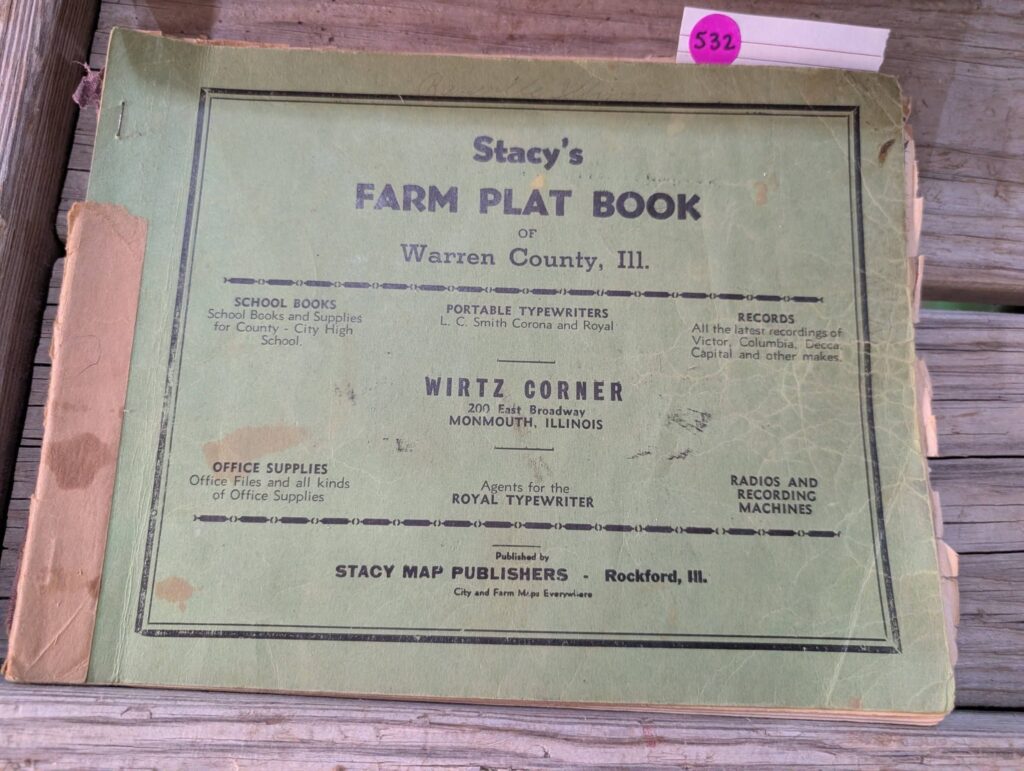 532
Stacy's
FARM PLAT BOOK
OF
Warren County, Ill.
SCHOOL BOOKS
School Books and Supplies
for County - City High
School.
PORTABLE TYPEWRITERS
L. C. Smith Corona and Royal
RECORDS
All the latest recordings of
Victor, Columbia, Decca,
Capital and other makes.
WIRTZ CORNER
200 East Broadway
MONMOUTH, ILLINOIS
OFFICE SUPPLIES
Office Files and all kinds
of Office Supplies
Agents for the
ROYAL TYPEWRITER
RADIOS AND
RECORDING
MACHINES
Published by
STACY MAP PUBLISHERS - Rockford, Ill.
City and Farm Maps Everywhere